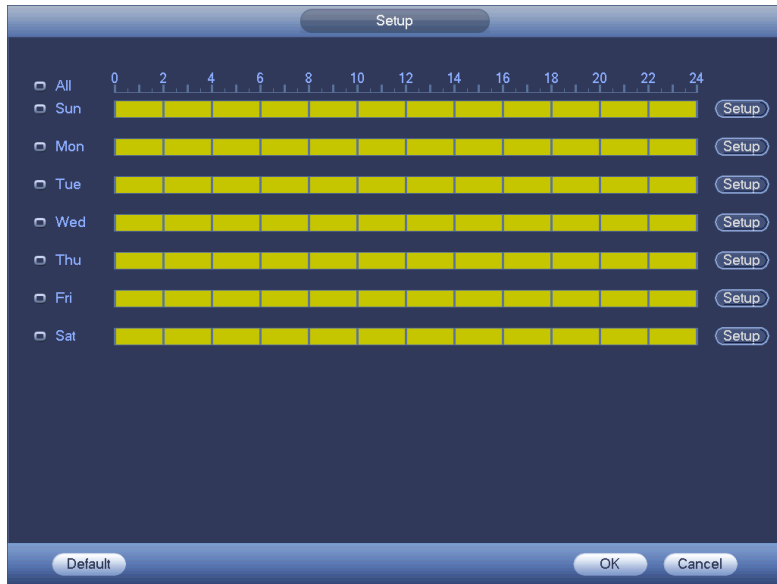 Setup
All 0 2 4 6 8 10 12 14 16 18 20 22 24
Sun Setup
Mon Setup
Tue Setup
Wed Setup
Thu Setup
Fri Setup
Sat Setup
Default OK Cancel